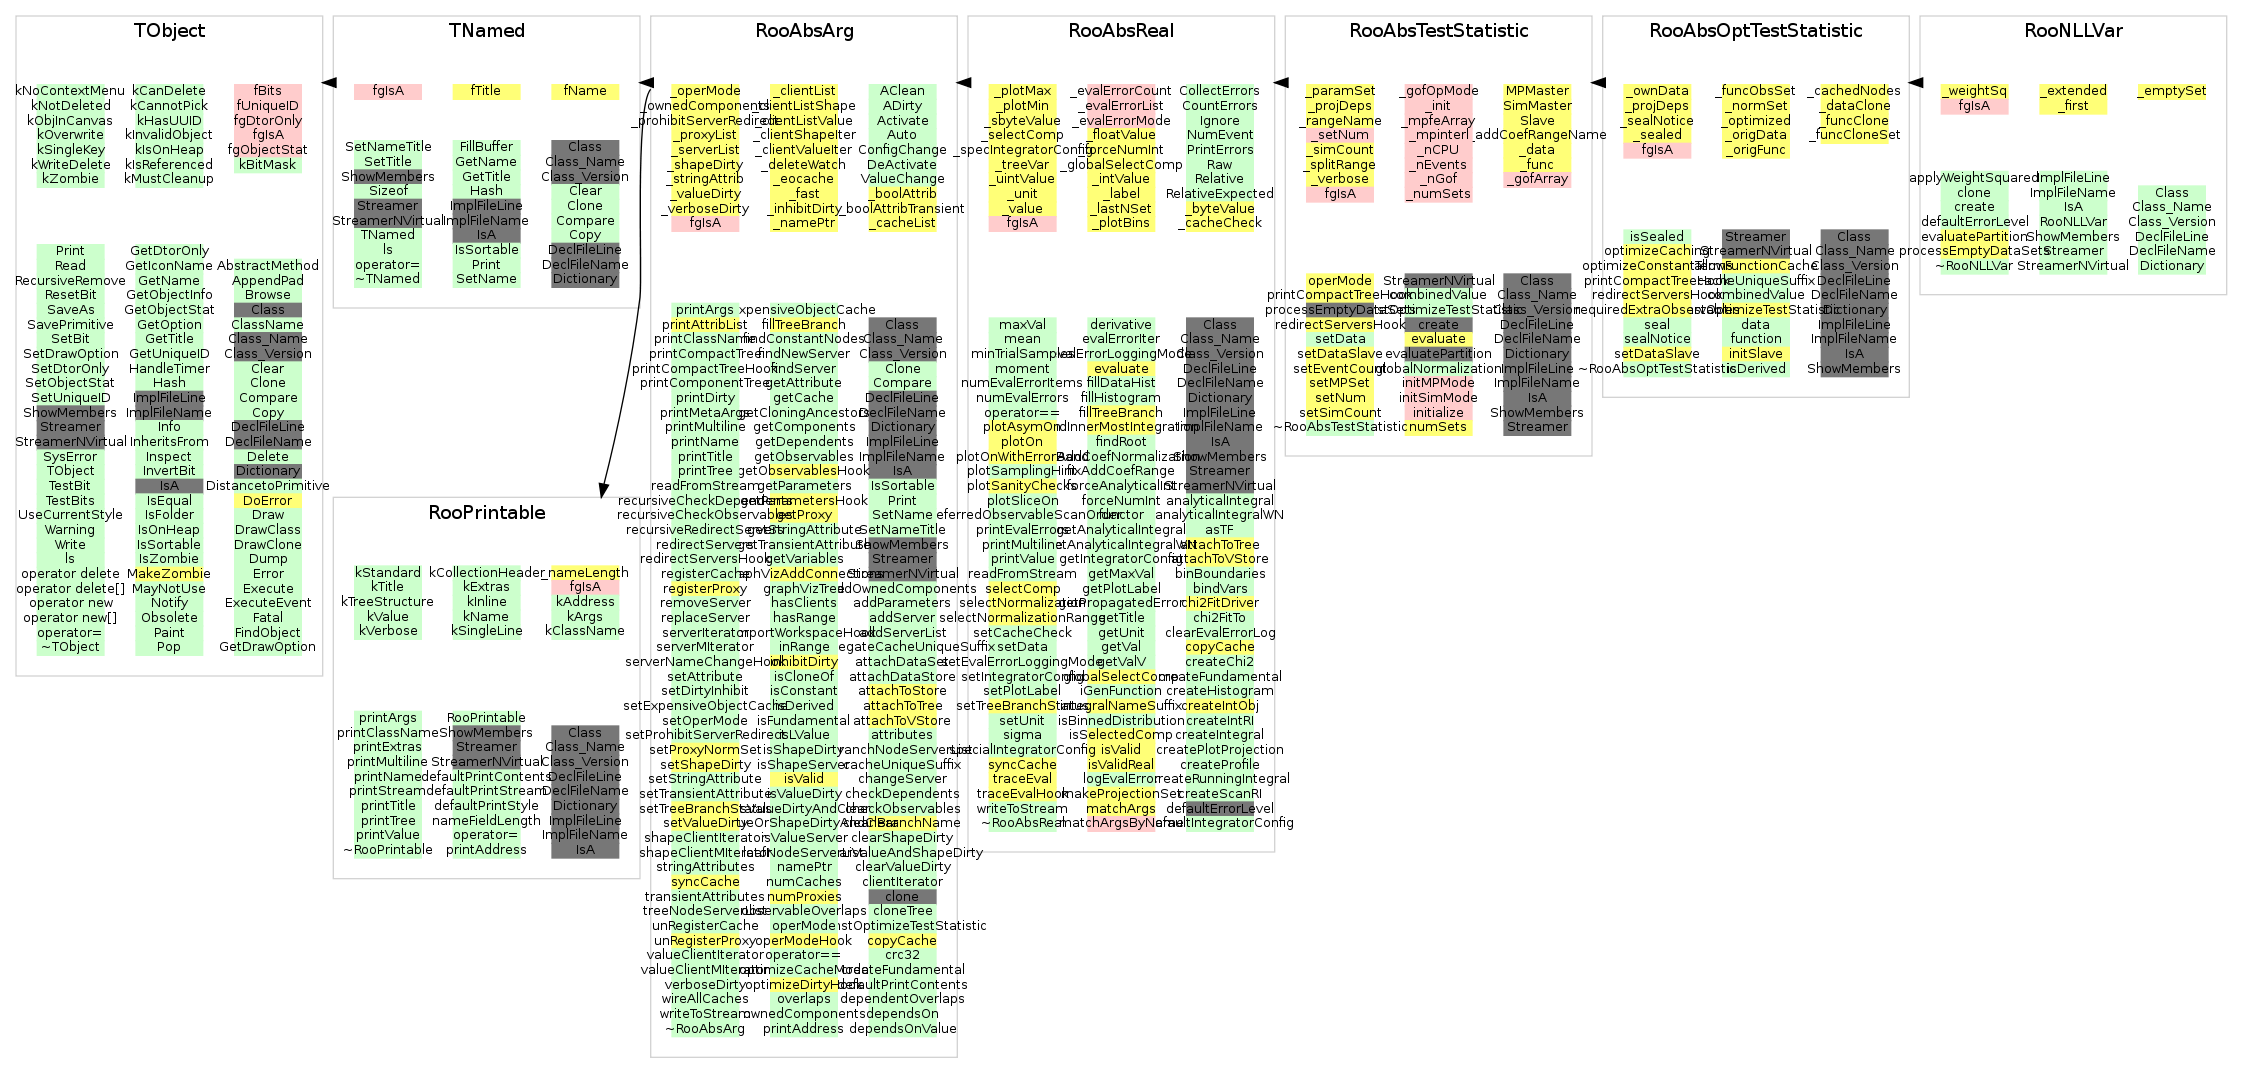 TObject
kNoContextMenu
kNotDeleted
kObjInCanvas
kOverwrite
kSingleKey
kWriteDelete
kZombie
kCanDelete
kCannotPick
kHasUUID
kInvalidObject
kIsOnHeap
kIsReferenced
kMustCleanup
fBits
fUniqueID
fgDtorOnly
fgIsA
fgObjectStat
kBitMask
Print
Read
RecursiveRemove
ResetBit
SaveAs
SavePrimitive
SetBit
SetDrawOption
SetDtorOnly
SetObjectStat
SetUniqueID
ShowMembers
Streamer
StreamerNVirtual
SysError
TObject
TestBit
TestBits
UseCurrentStyle
Warning
Write
ls
operator delete
operator delete[]
operator new
operator new[]
operator=
~TObject
GetDtorOnly
GetIconName
GetName
GetObjectInfo
GetObjectStat
GetOption
GetTitle
GetUniqueID
HandleTimer
Hash
ImplFileLine
ImplFileName
Info
InheritsFrom
Inspect
InvertBit
IsA
IsEqual
IsFolder
IsOnHeap
IsSortable
IsZombie
MakeZombie
MayNotUse
Notify
Obsolete
Paint
Pop
AbstractMethod
AppendPad
Browse
Class
ClassName
Class_Name
Class_Version
Clear
Clone
Compare
Copy
DeclFileLine
DeclFileName
Delete
Dictionary
DistancetoPrimitive
DoError
Draw
DrawClass
DrawClone
Dump
Error
Execute
ExecuteEvent
Fatal
FindObject
GetDrawOption
TNamed
fgIsA
fTitle
fName
SetNameTitle
SetTitle
ShowMembers
Sizeof
Streamer
StreamerNVirtual
TNamed
ls
operator=
~TNamed
FillBuffer
GetName
GetTitle
Hash
ImplFileLine
ImplFileName
IsA
IsSortable
Print
SetName
Class
Class_Name
Class_Version
Clear
Clone
Compare
Copy
DeclFileLine
DeclFileName
Dictionary
RooPrintable
kStandard
kTitle
kTreeStructure
kValue
kVerbose
kCollectionHeader
kExtras
kInline
kName
kSingleLine
_nameLength
fgIsA
kAddress
kArgs
kClassName
printArgs
printClassName
printExtras
printMultiline
printName
printStream
printTitle
printTree
printValue
~RooPrintable
RooPrintable
ShowMembers
Streamer
StreamerNVirtual
defaultPrintContents
defaultPrintStream
defaultPrintStyle
nameFieldLength
operator=
printAddress
Class
Class_Name
Class_Version
DeclFileLine
DeclFileName
Dictionary
ImplFileLine
ImplFileName
IsA
RooAbsArg
_operMode
_ownedComponents
_prohibitServerRedirect
_proxyList
_serverList
_shapeDirty
_stringAttrib
_valueDirty
_verboseDirty
fgIsA
_clientList
_clientListShape
_clientListValue
_clientShapeIter
_clientValueIter
_deleteWatch
_eocache
_fast
_inhibitDirty
_namePtr
AClean
ADirty
Activate
Auto
ConfigChange
DeActivate
ValueChange
_boolAttrib
_boolAttribTransient
_cacheList
printArgs
printAttribList
printClassName
printCompactTree
printCompactTreeHook
printComponentTree
printDirty
printMetaArgs
printMultiline
printName
printTitle
printTree
readFromStream
recursiveCheckDependents
recursiveCheckObservables
recursiveRedirectServers
redirectServers
redirectServersHook
registerCache
registerProxy
removeServer
replaceServer
serverIterator
serverMIterator
serverNameChangeHook
setAttribute
setDirtyInhibit
setExpensiveObjectCache
setOperMode
setProhibitServerRedirect
setProxyNormSet
setShapeDirty
setStringAttribute
setTransientAttribute
setTreeBranchStatus
setValueDirty
shapeClientIterator
shapeClientMIterator
stringAttributes
syncCache
transientAttributes
treeNodeServerList
unRegisterCache
unRegisterProxy
valueClientIterator
valueClientMIterator
verboseDirty
wireAllCaches
writeToStream
~RooAbsArg
expensiveObjectCache
fillTreeBranch
findConstantNodes
findNewServer
findServer
getAttribute
getCache
getCloningAncestors
getComponents
getDependents
getObservables
getObservablesHook
getParameters
getParametersHook
getProxy
getStringAttribute
getTransientAttribute
getVariables
graphVizAddConnections
graphVizTree
hasClients
hasRange
importWorkspaceHook
inRange
inhibitDirty
isCloneOf
isConstant
isDerived
isFundamental
isLValue
isShapeDirty
isShapeServer
isValid
isValueDirty
isValueDirtyAndClear
isValueOrShapeDirtyAndClear
isValueServer
leafNodeServerList
namePtr
numCaches
numProxies
observableOverlaps
operMode
operModeHook
operator==
optimizeCacheMode
optimizeDirtyHook
overlaps
ownedComponents
printAddress
Class
Class_Name
Class_Version
Clone
Compare
DeclFileLine
DeclFileName
Dictionary
ImplFileLine
ImplFileName
IsA
IsSortable
Print
SetName
SetNameTitle
ShowMembers
Streamer
StreamerNVirtual
addOwnedComponents
addParameters
addServer
addServerList
aggregateCacheUniqueSuffix
attachDataSet
attachDataStore
attachToStore
attachToTree
attachToVStore
attributes
branchNodeServerList
cacheUniqueSuffix
changeServer
checkDependents
checkObservables
cleanBranchName
clearShapeDirty
clearValueAndShapeDirty
clearValueDirty
clientIterator
clone
cloneTree
constOptimizeTestStatistic
copyCache
crc32
createFundamental
defaultPrintContents
dependentOverlaps
dependsOn
dependsOnValue
RooAbsReal
_plotMax
_plotMin
_sbyteValue
_selectComp
_specIntegratorConfig
_treeVar
_uintValue
_unit
_value
fgIsA
_evalErrorCount
_evalErrorList
_evalErrorMode
_floatValue
_forceNumInt
_globalSelectComp
_intValue
_label
_lastNSet
_plotBins
CollectErrors
CountErrors
Ignore
NumEvent
PrintErrors
Raw
Relative
RelativeExpected
_byteValue
_cacheCheck
maxVal
mean
minTrialSamples
moment
numEvalErrorItems
numEvalErrors
operator==
plotAsymOn
plotOn
plotOnWithErrorBand
plotSamplingHint
plotSanityChecks
plotSliceOn
preferredObservableScanOrder
printEvalErrors
printMultiline
printValue
readFromStream
selectComp
selectNormalization
selectNormalizationRange
setCacheCheck
setData
setEvalErrorLoggingMode
setIntegratorConfig
setPlotLabel
setTreeBranchStatus
setUnit
sigma
specialIntegratorConfig
syncCache
traceEval
traceEvalHook
writeToStream
~RooAbsReal
derivative
evalErrorIter
evalErrorLoggingMode
evaluate
fillDataHist
fillHistogram
fillTreeBranch
findInnerMostIntegration
findRoot
fixAddCoefNormalization
fixAddCoefRange
forceAnalyticalInt
forceNumInt
functor
getAnalyticalIntegral
getAnalyticalIntegralWN
getIntegratorConfig
getMaxVal
getPlotLabel
getPropagatedError
getTitle
getUnit
getVal
getValV
globalSelectComp
iGenFunction
integralNameSuffix
isBinnedDistribution
isSelectedComp
isValid
isValidReal
logEvalError
makeProjectionSet
matchArgs
matchArgsByName
Class
Class_Name
Class_Version
DeclFileLine
DeclFileName
Dictionary
ImplFileLine
ImplFileName
IsA
ShowMembers
Streamer
StreamerNVirtual
analyticalIntegral
analyticalIntegralWN
asTF
attachToTree
attachToVStore
binBoundaries
bindVars
chi2FitDriver
chi2FitTo
clearEvalErrorLog
copyCache
createChi2
createFundamental
createHistogram
createIntObj
createIntRI
createIntegral
createPlotProjection
createProfile
createRunningIntegral
createScanRI
defaultErrorLevel
defaultIntegratorConfig
RooAbsTestStatistic
_paramSet
_projDeps
_rangeName
_setNum
_simCount
_splitRange
_verbose
fgIsA
_gofOpMode
_init
_mpfeArray
_mpinterl
_nCPU
_nEvents
_nGof
_numSets
MPMaster
SimMaster
Slave
_addCoefRangeName
_data
_func
_gofArray
operMode
printCompactTreeHook
processEmptyDataSets
redirectServersHook
setData
setDataSlave
setEventCount
setMPSet
setNum
setSimCount
~RooAbsTestStatistic
StreamerNVirtual
combinedValue
constOptimizeTestStatistic
create
evaluate
evaluatePartition
globalNormalization
initMPMode
initSimMode
initialize
numSets
Class
Class_Name
Class_Version
DeclFileLine
DeclFileName
Dictionary
ImplFileLine
ImplFileName
IsA
ShowMembers
Streamer
RooAbsOptTestStatistic
_ownData
_projDeps
_sealNotice
_sealed
fgIsA
_funcObsSet
_normSet
_optimized
_origData
_origFunc
_cachedNodes
_dataClone
_funcClone
_funcCloneSet
isSealed
optimizeCaching
optimizeConstantTerms
printCompactTreeHook
redirectServersHook
requiredExtraObservables
seal
sealNotice
setDataSlave
~RooAbsOptTestStatistic
Streamer
StreamerNVirtual
allowFunctionCache
cacheUniqueSuffix
combinedValue
constOptimizeTestStatistic
data
function
initSlave
isDerived
Class
Class_Name
Class_Version
DeclFileLine
DeclFileName
Dictionary
ImplFileLine
ImplFileName
IsA
ShowMembers
RooNLLVar
_weightSq
fgIsA
_extended
_first
_emptySet
applyWeightSquared
clone
create
defaultErrorLevel
evaluatePartition
processEmptyDataSets
~RooNLLVar
ImplFileLine
ImplFileName
IsA
RooNLLVar
ShowMembers
Streamer
StreamerNVirtual
Class
Class_Name
Class_Version
DeclFileLine
DeclFileName
Dictionary